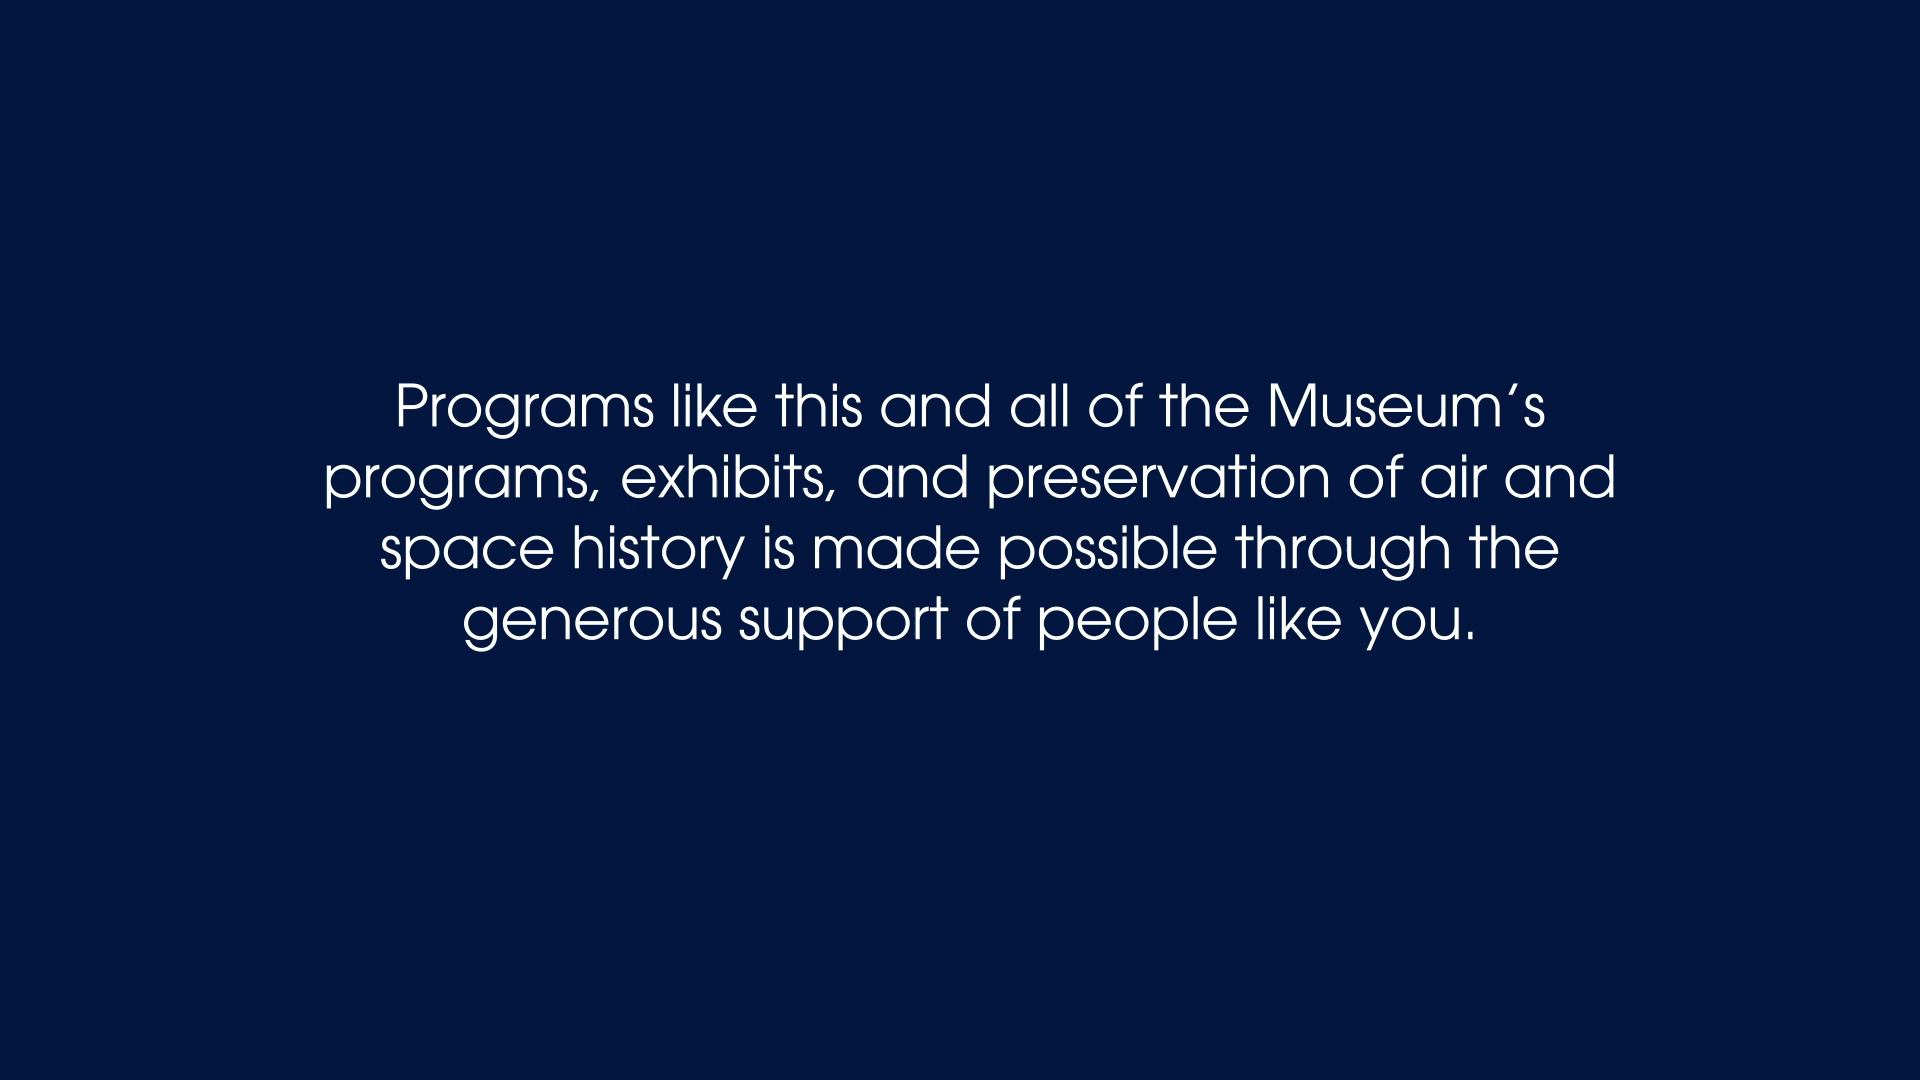 Programs like this and all of the Museum’s
programs, exhibits, and preservation of air and
space history is made possible through the
generous support of people like you.